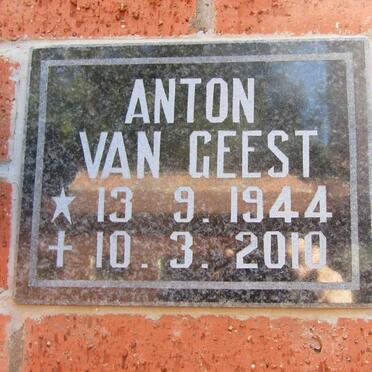 ANTON
VAN GEEST
★ 13 9. 1944
✝ 10. 3. 2010